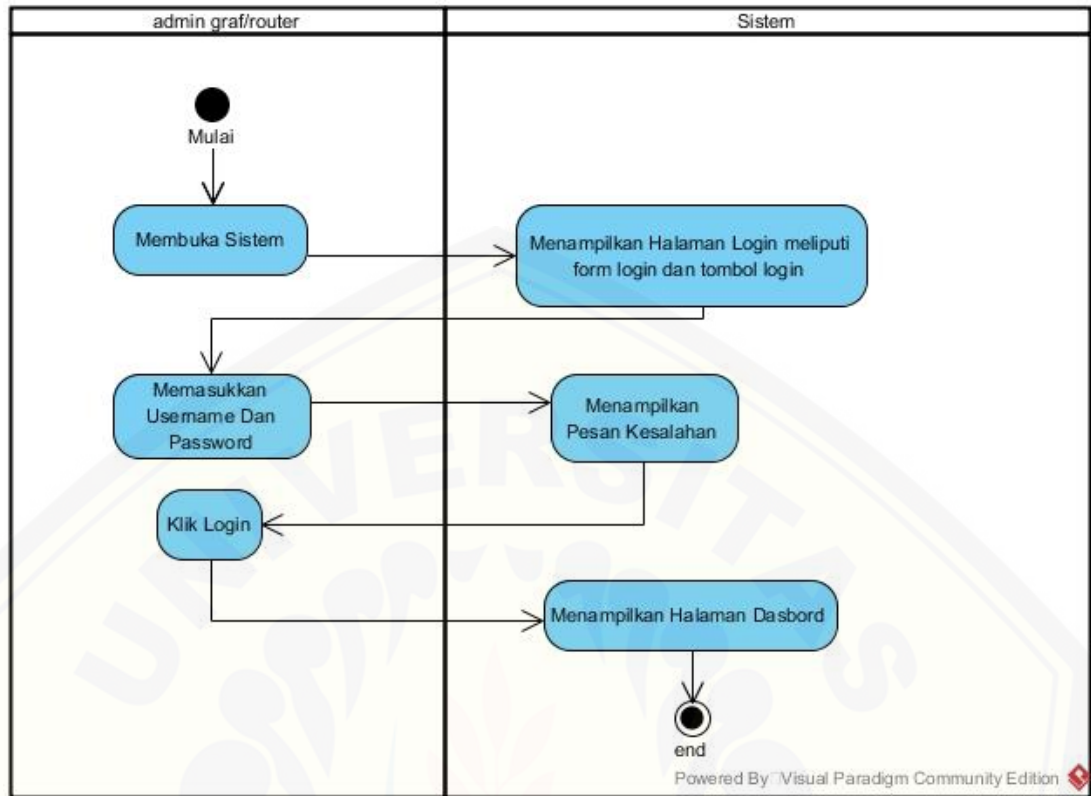 admin graf/router
Sistem
Mulai
Membuka Sistem
Menampilkan Halaman Login meliputi
form login dan tombol login
Memasukkan
Username Dan
Password
Menampilkan
Pesan Kesalahan
Klik Login
Menampilkan Halaman Dasbord
end
Powered By Visual Paradigm Community Edition
UNIVERSITAS